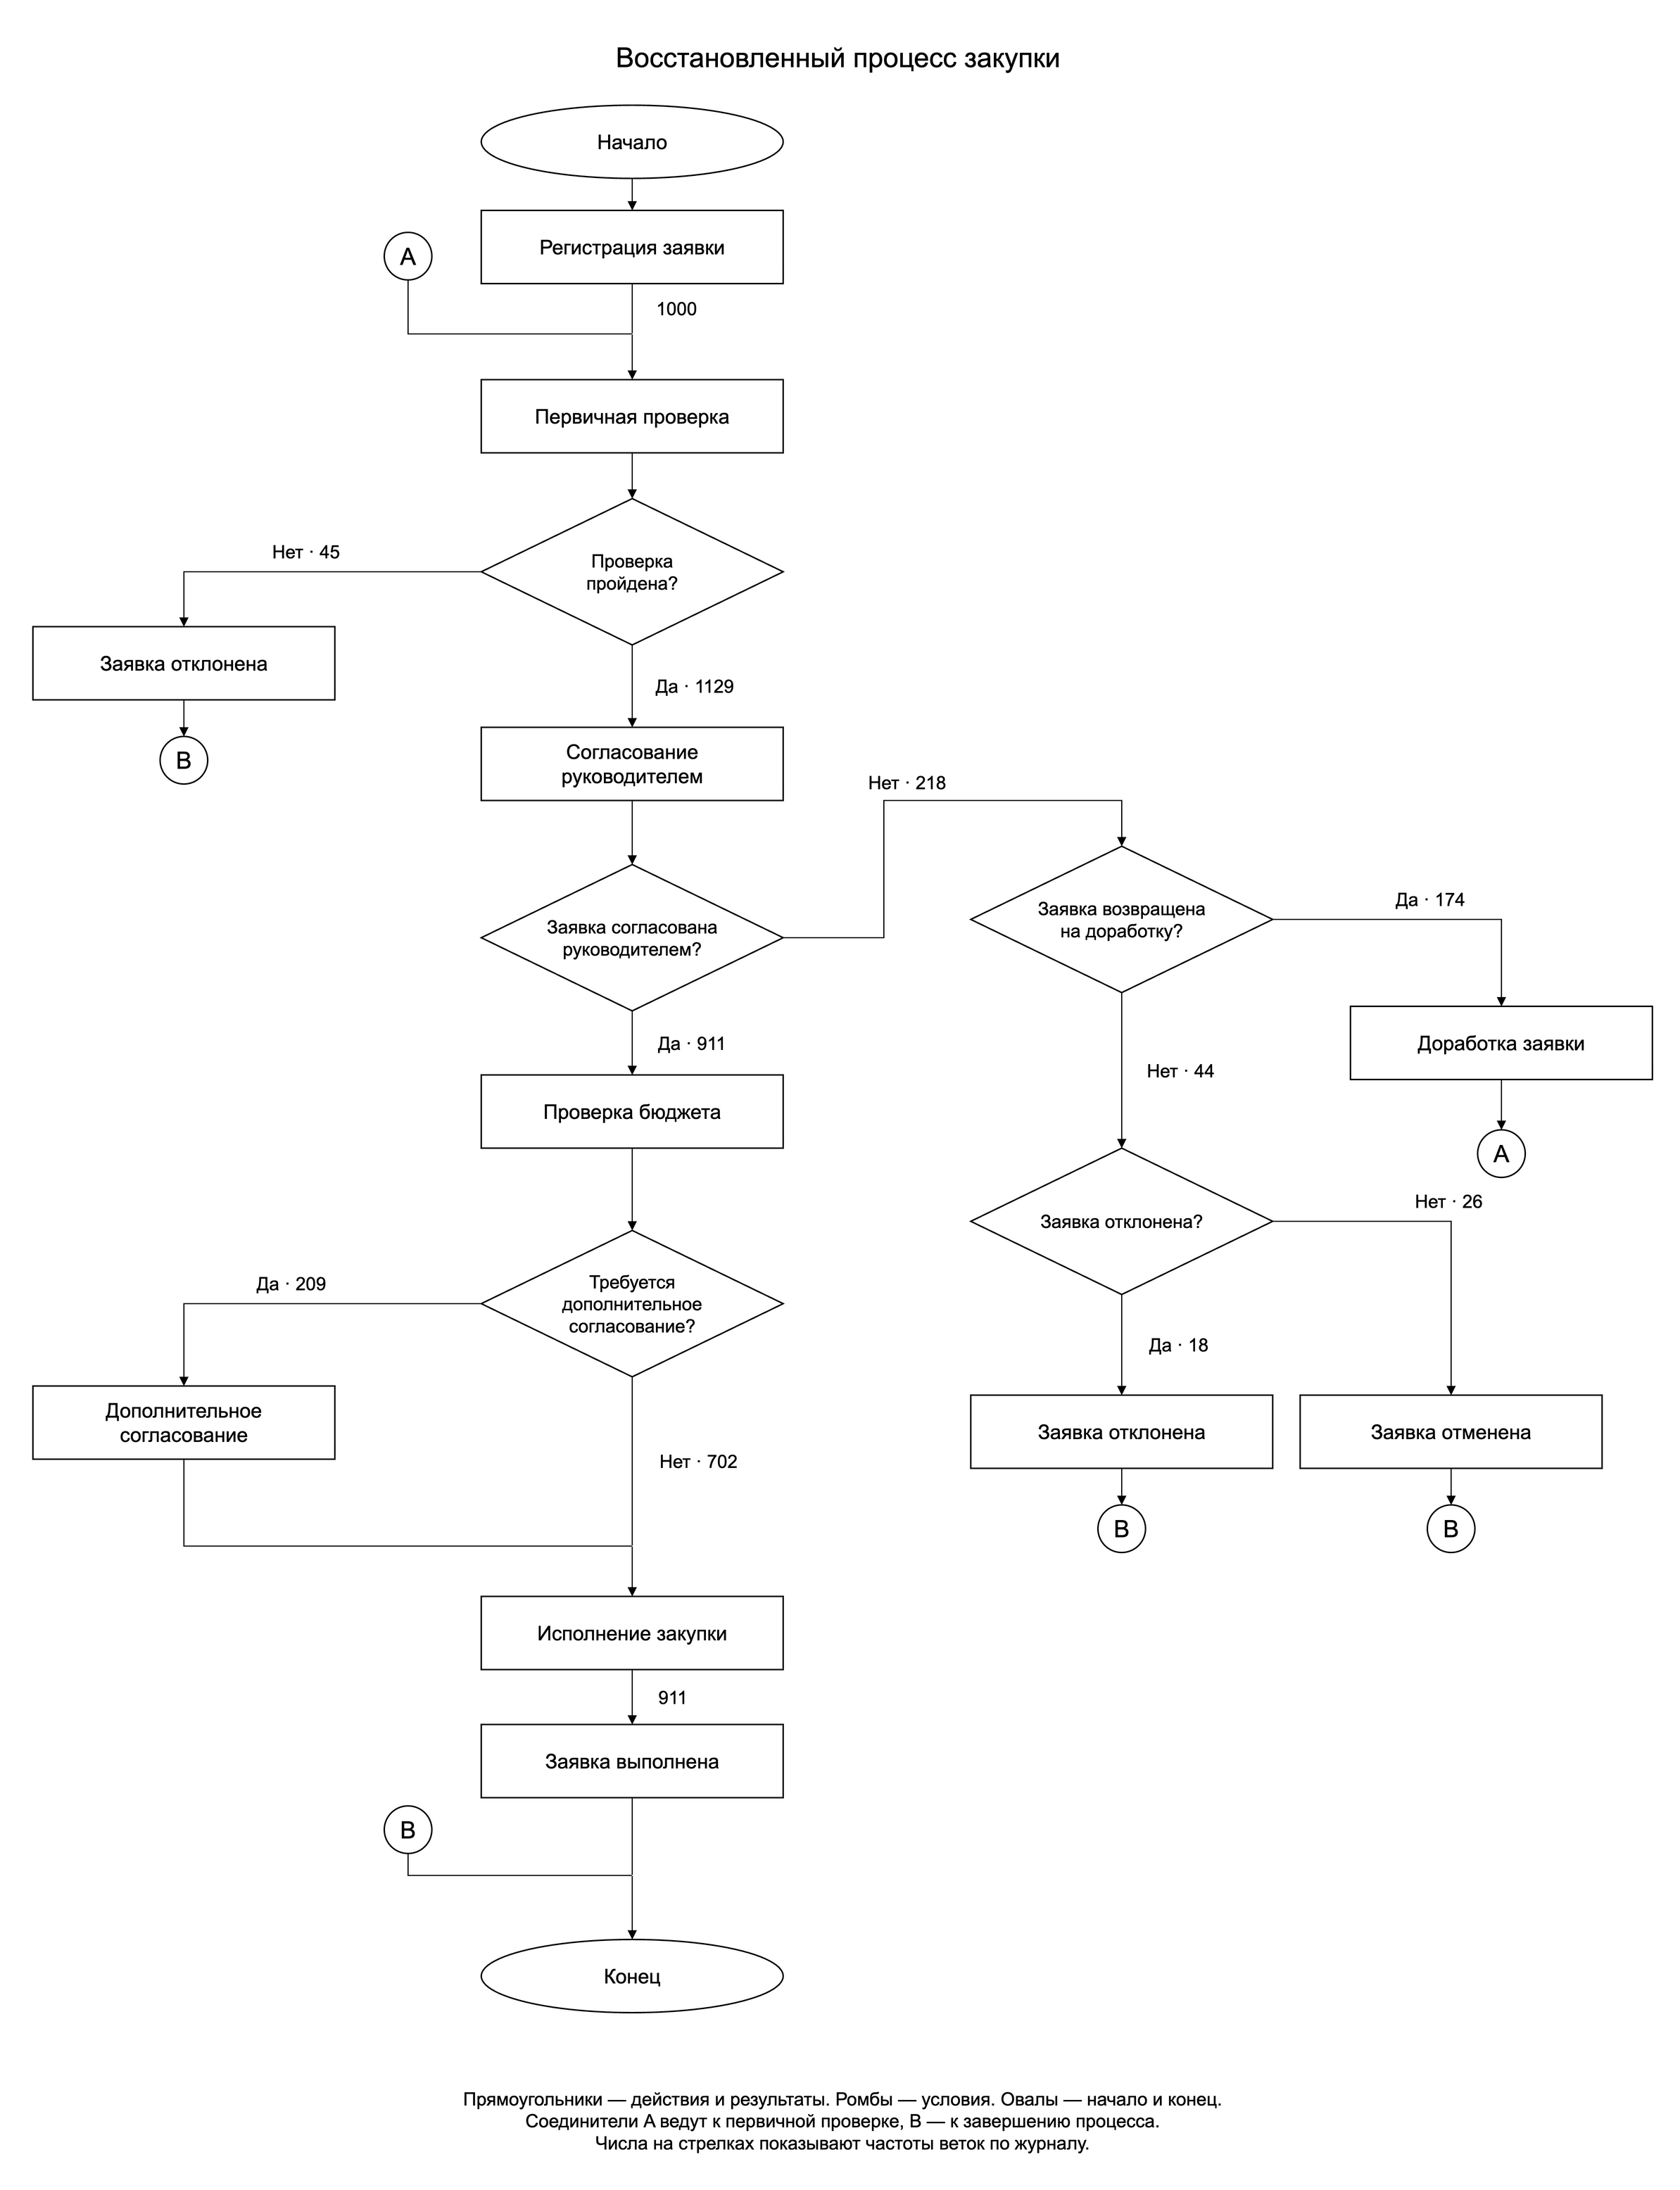 Восстановленный процесс закупки
Начало
Регистрация заявки
A
1000
Первичная проверка
Проверка
пройдена?
Нет · 45
Заявка отклонена
B
Да · 1129
Согласование
руководителем
Нет · 218
Заявка согласована
руководителем?
Заявка возвращена
на доработку?
Да · 174
Доработка заявки
A
Да · 911
Нет · 44
Проверка бюджета
Заявка отклонена?
Нет · 26
Да · 209
Требуется
дополнительное
согласование?
Да · 18
Дополнительное
согласование
Нет · 702
Заявка отклонена
Заявка отменена
B
B
Исполнение закупки
911
Заявка выполнена
B
Конец
Прямоугольники — действия и результаты. Ромбы — условия. Овалы — начало и конец.
Соединители A ведут к первичной проверке, B — к завершению процесса.
Числа на стрелках показывают частоты веток по журналу.